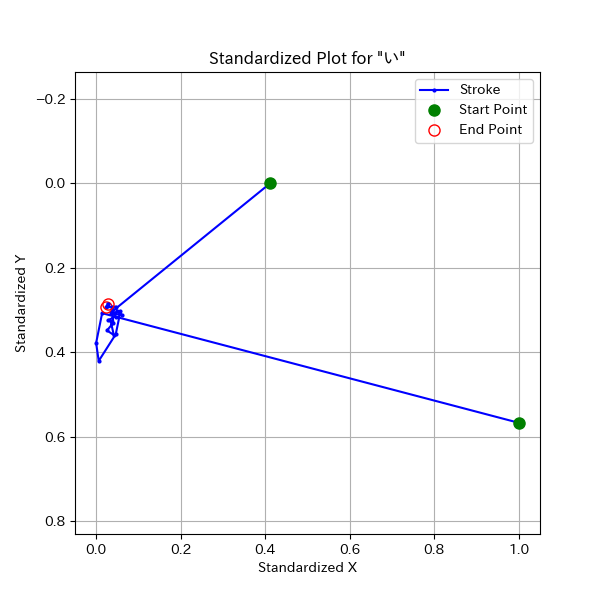 Standardized Plot for "い"
Stroke
Start Point
End Point
−0.2
0.0
0.2
0.4
0.6
0.8
Standardized Y
0.0 0.2 0.4 0.6 0.8 1.0
Standardized X